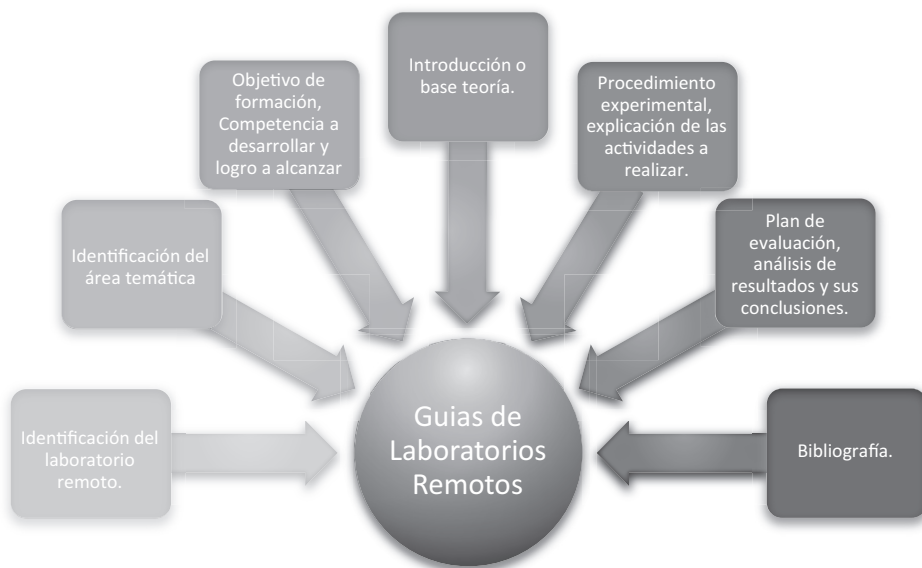 Identificación del
laboratorio
remoto.
Identificación del
área temática
Objetivo de
formación,
Competencia a
desarrollar y
logro a alcanzar
Introducción o
base teoría.
Procedimiento
experimental,
explicación de las
actividades a
realizar.
Plan de
evaluación,
análisis de
resultados y sus
conclusiones.
Bibliografía.
Guias de
Laboratorios
Remotos